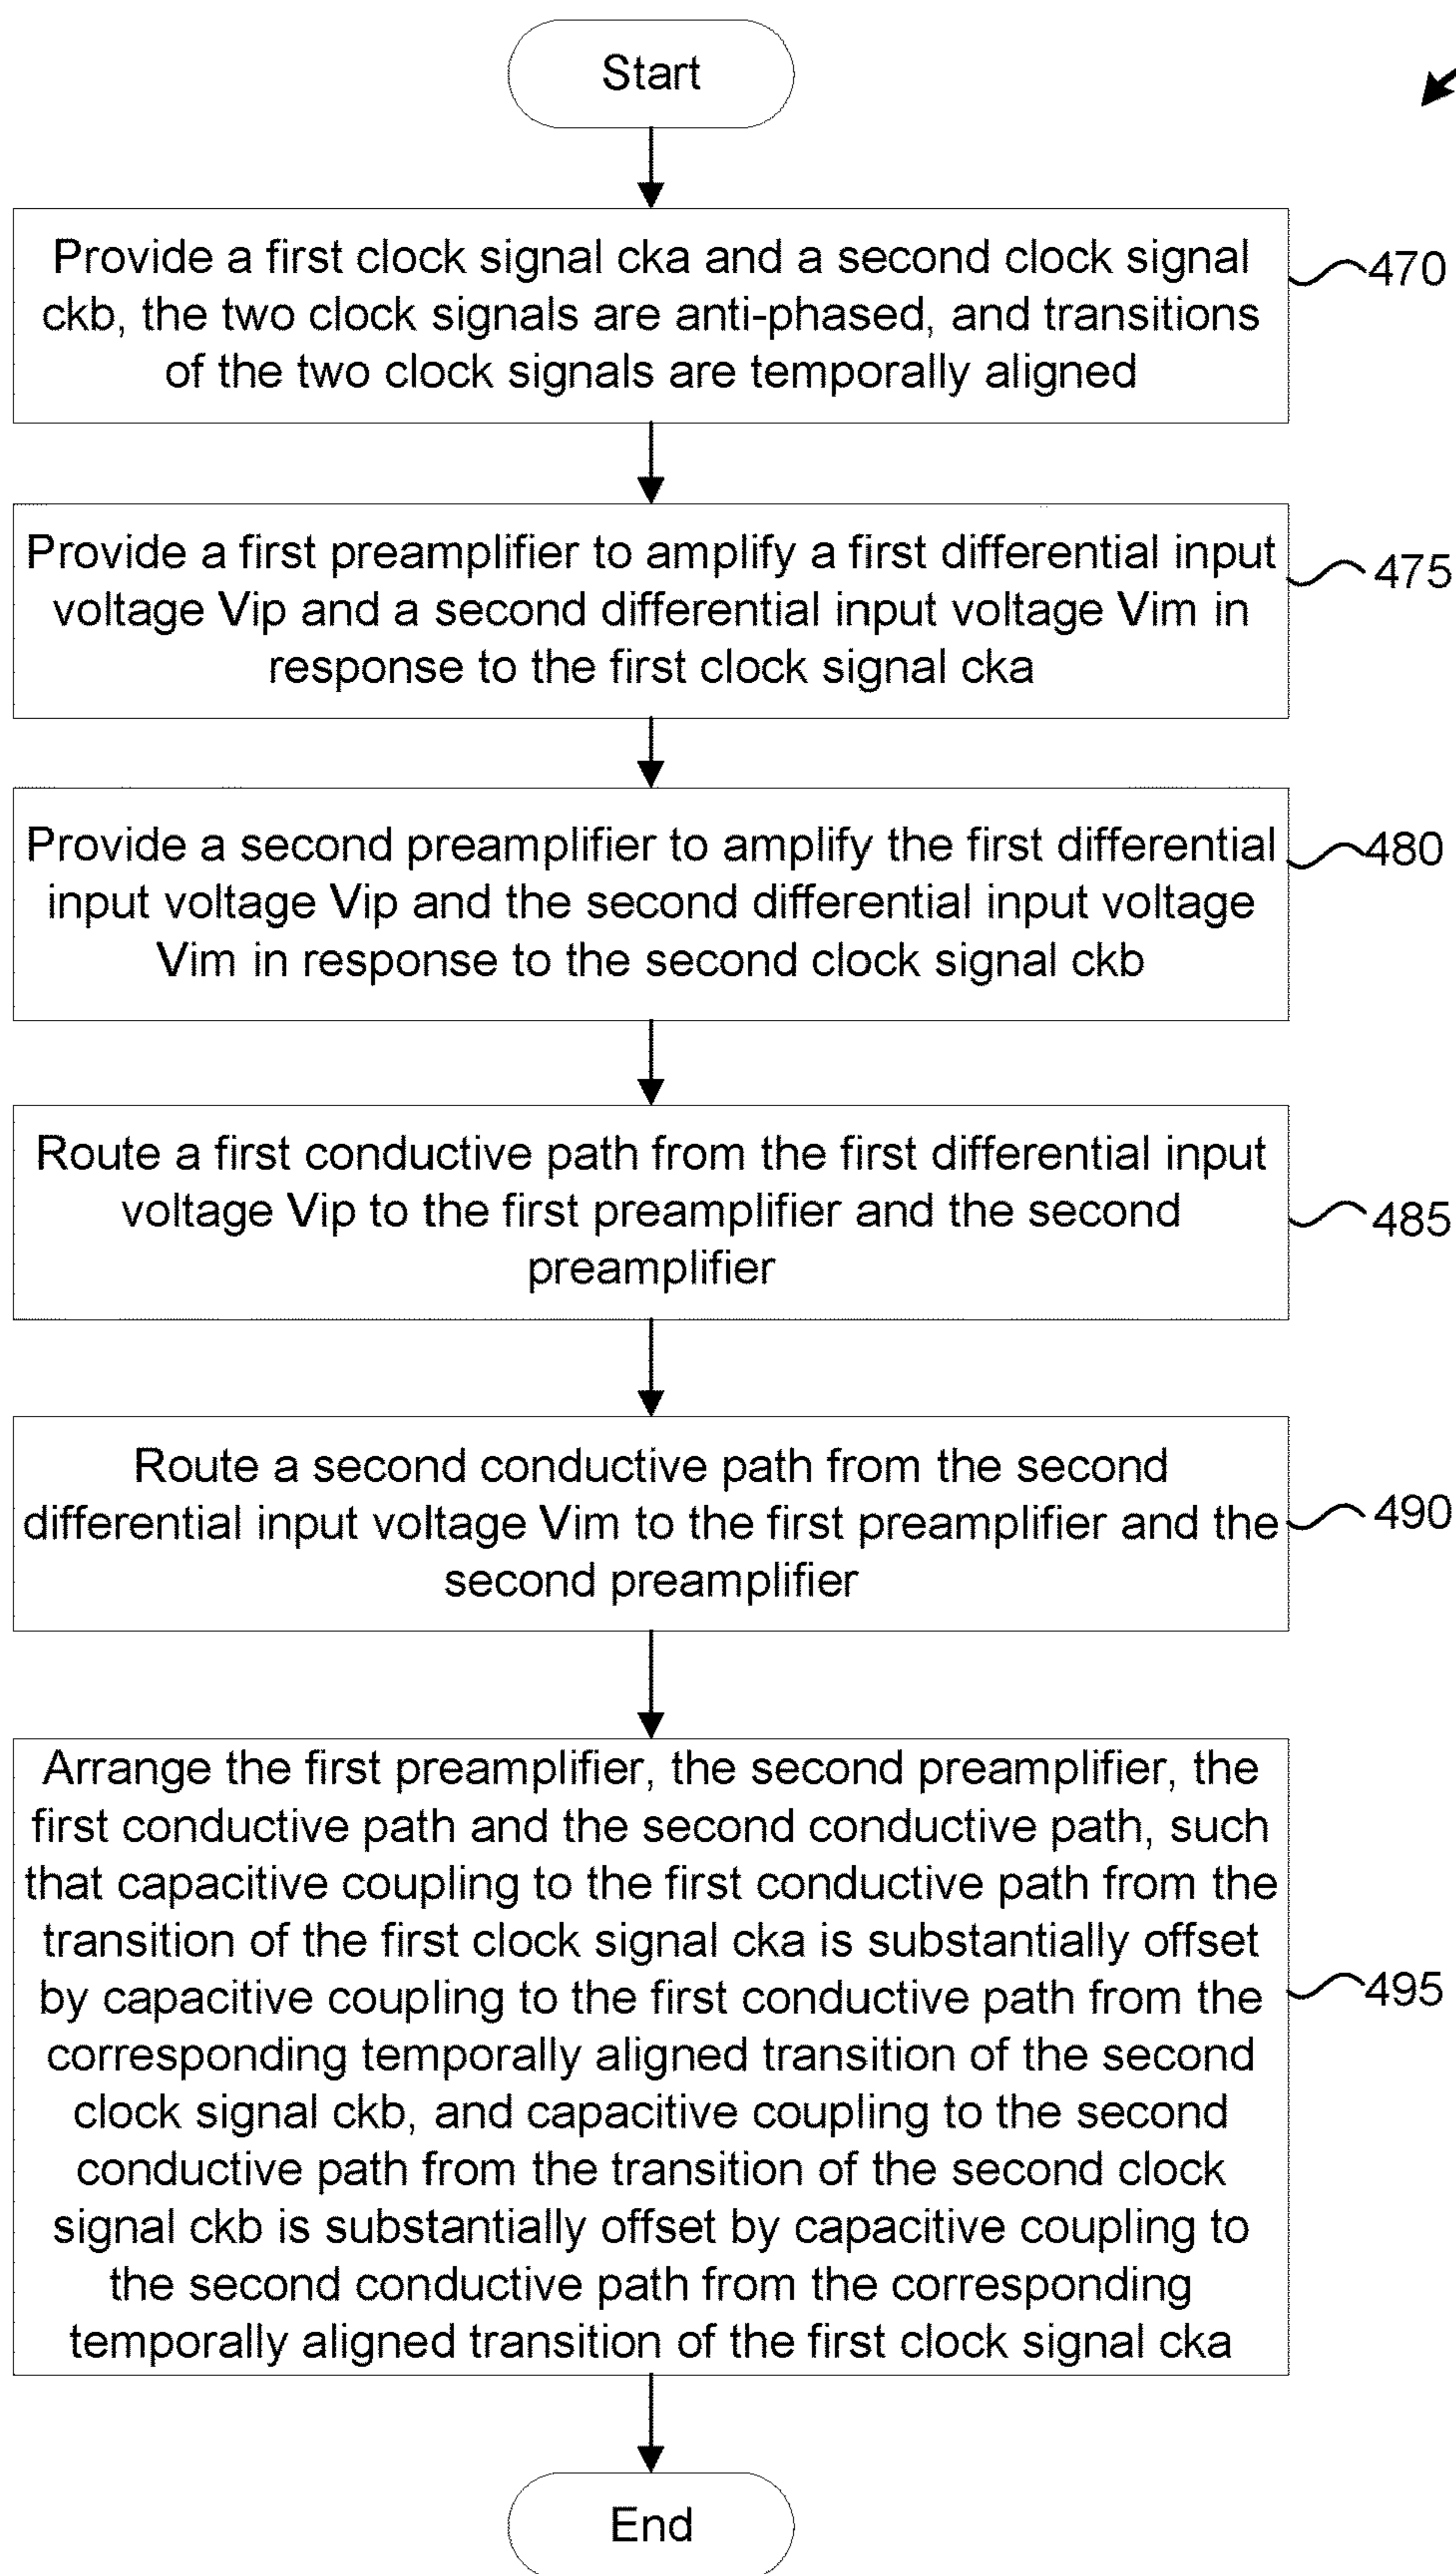 Start
Provide a first clock signal cka and a second clock signal
ckb, the two clock signals are anti-phased, and transitions
of the two clock signals are temporally aligned
470
Provide a first preamplifier to amplify a first differential input
voltage Vip and a second differential input voltage Vim in
response to the first clock signal cka
475
Provide a second preamplifier to amplify the first differential
input voltage Vip and the second differential input voltage
Vim in response to the second clock signal ckb
480
Route a first conductive path from the first differential input
voltage Vip to the first preamplifier and the second
preamplifier
485
Route a second conductive path from the second
differential input voltage Vim to the first preamplifier and the
second preamplifier
490
Arrange the first preamplifier, the second preamplifier, the
first conductive path and the second conductive path, such
that capacitive coupling to the first conductive path from the
transition of the first clock signal cka is substantially offset
by capacitive coupling to the first conductive path from the
corresponding temporally aligned transition of the second
clock signal ckb, and capacitive coupling to the second
conductive path from the transition of the second clock
signal ckb is substantially offset by capacitive coupling to
the second conductive path from the corresponding
temporally aligned transition of the first clock signal cka
495
End